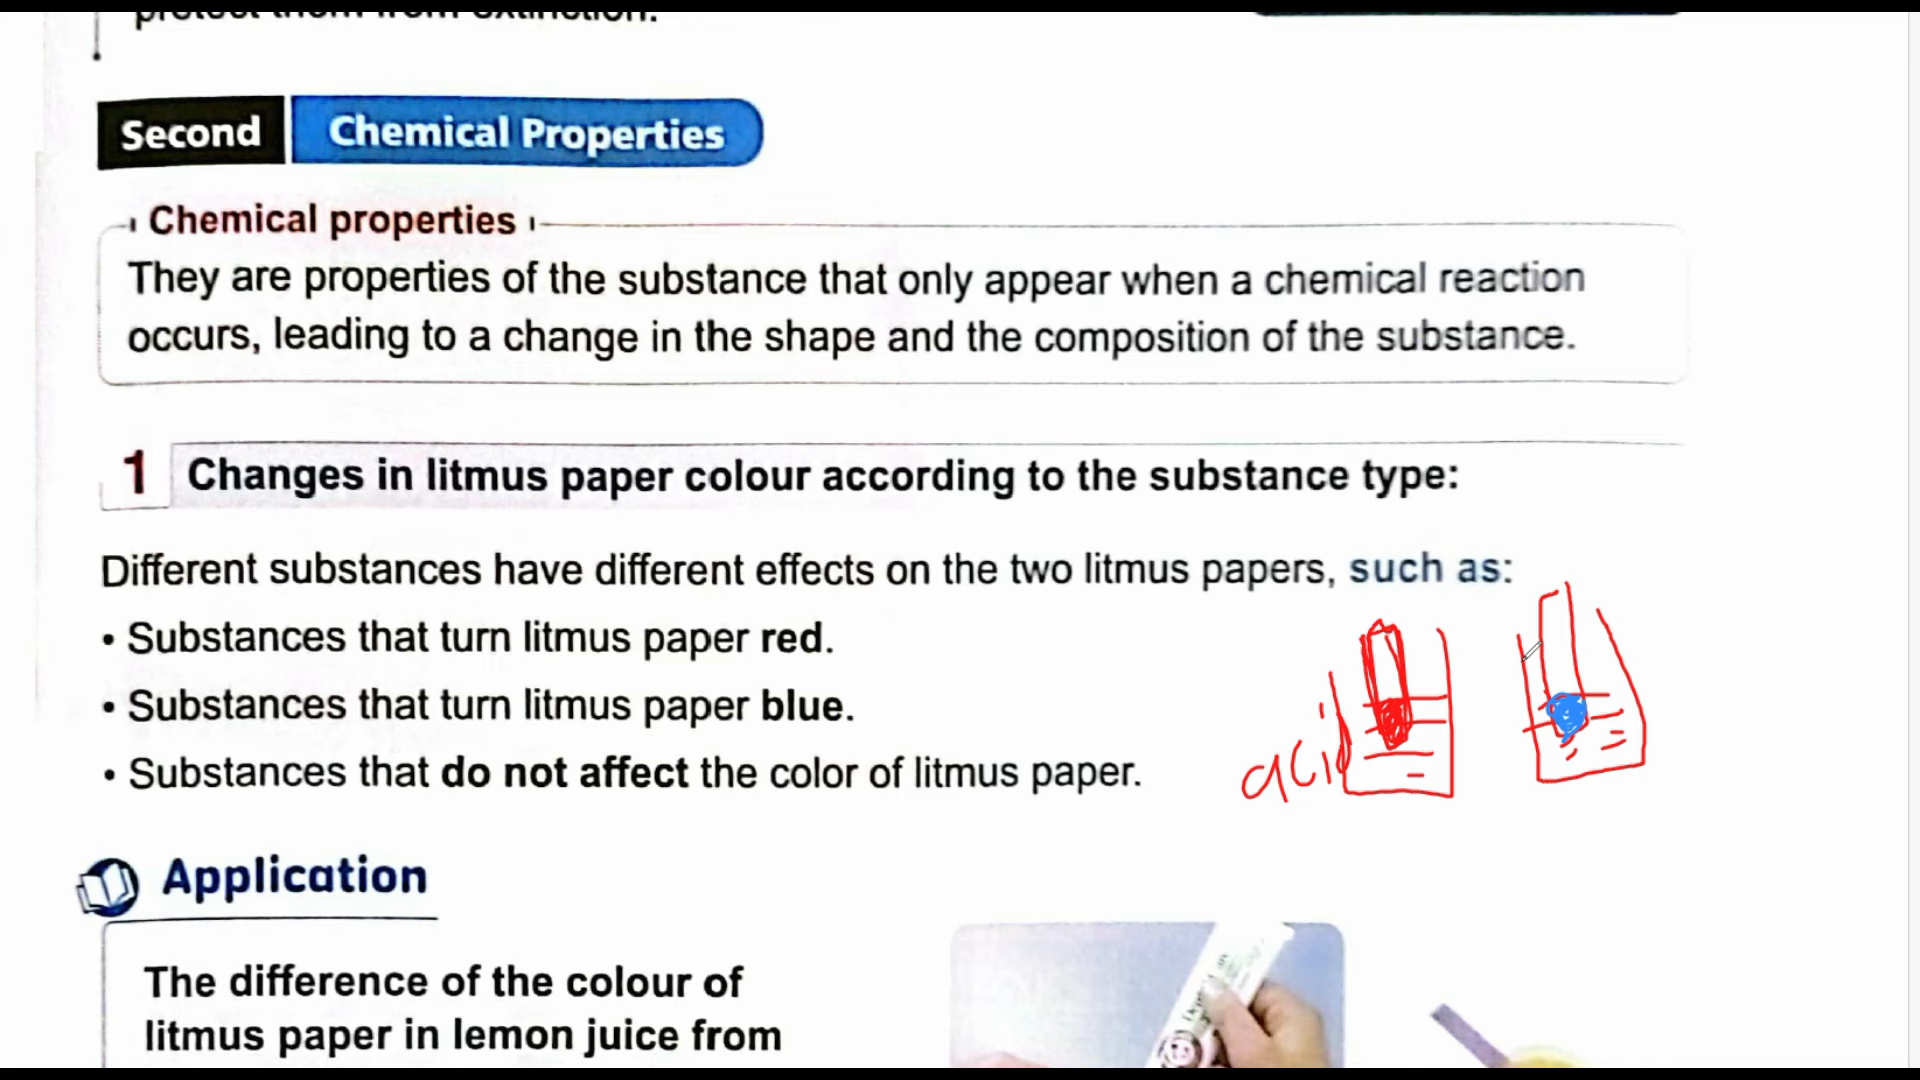 protect them from extinction.
Second Chemical Properties
Chemical properties
They are properties of the substance that only appear when a chemical reaction
occurs, leading to a change in the shape and the composition of the substance.
1 Changes in litmus paper colour according to the substance type:
Different substances have different effects on the two litmus papers, such as:
• Substances that turn litmus paper red.
• Substances that turn litmus paper blue.
• Substances that do not affect the color of litmus paper.
acid
Application
The difference of the colour of
litmus paper in lemon juice from